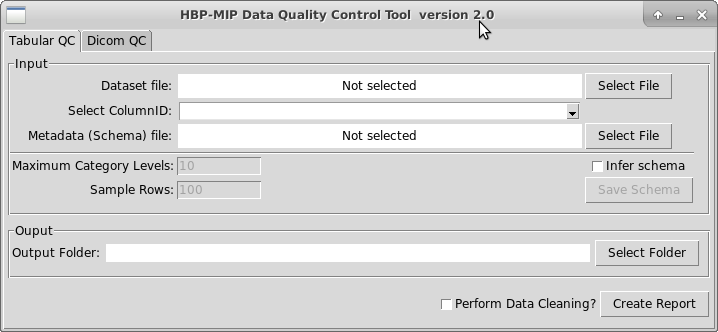 HBP-MIP Data Quality Control Tool version 2.0
Tabular QC Dicom QC
Input
Dataset file: Not selected Select File
Select ColumnID:
Metadata (Schema) file: Not selected Select File
Maximum Category Levels: 10 Infer schema
Sample Rows: 100 Save Schema
Ouput
Output Folder: Select Folder
Perform Data Cleaning? Create Report